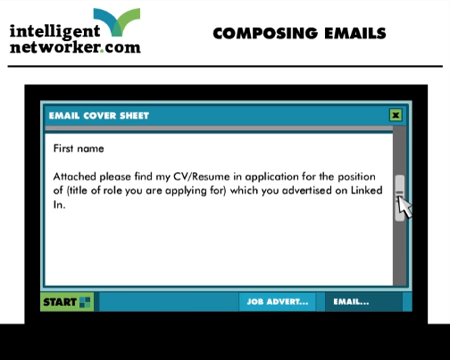 intelligent
networker.com
COMPOSING EMAILS
EMAIL COVER SHEET
First name
Attached please find my CV/Resume in application for the position
of (title of role you are applying for) which you advertised on Linked
In.
START
JOB ADVERT...
EMAIL...